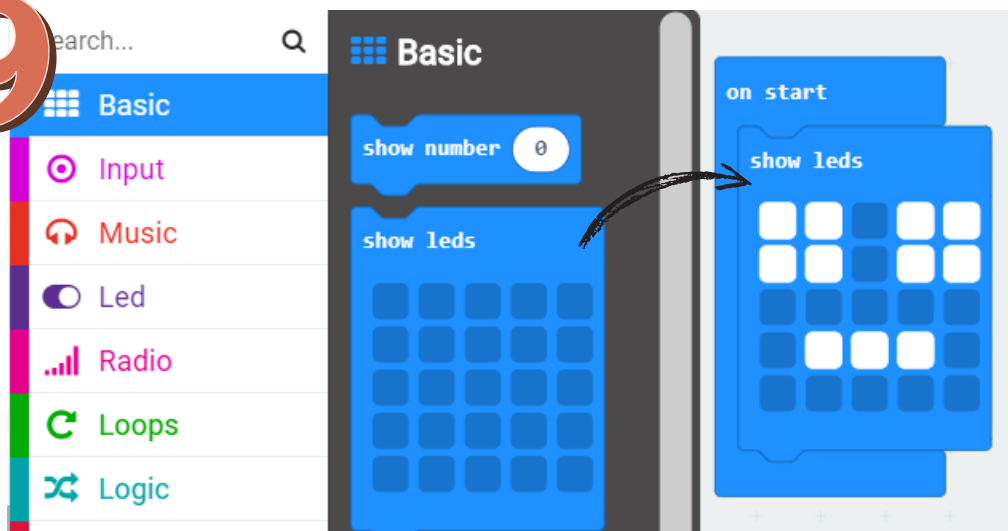 9
earch...
Basic
Input
Music
Led
Radio
Loops
Logic
Basic
show number 0
show leds
on start
show leds